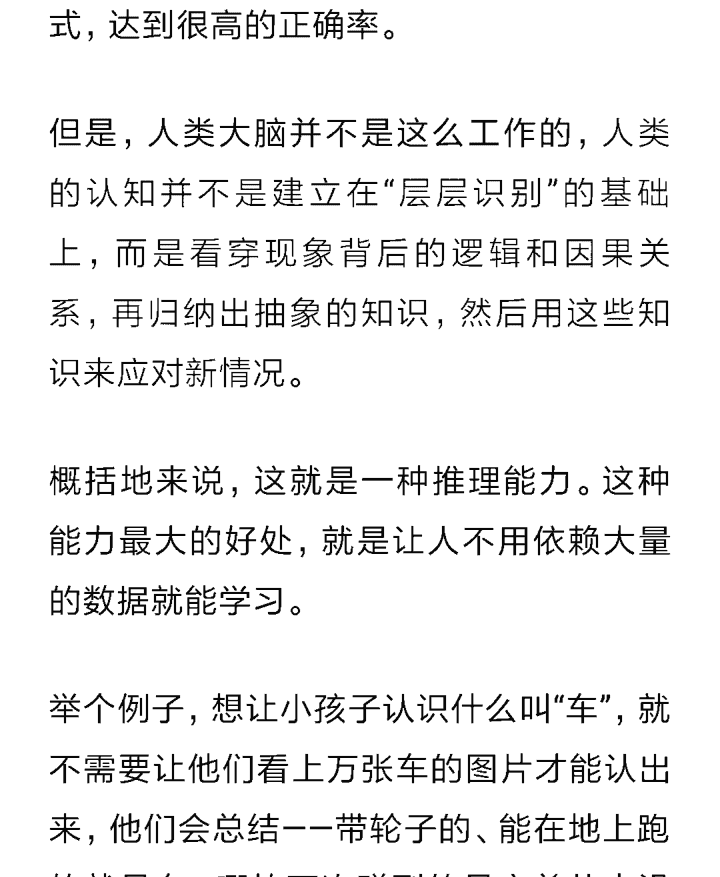 式，达到很高的正确率。
但是，人类大脑并不是这么工作的，人类
的认知并不是建立在“层层识别”的基础
上，而是看穿现象背后的逻辑和因果关
系，再归纳出抽象的知识，然后用这些知
识来应对新情况。
概括地来说，这就是一种推理能力。这种
能力最大的好处，就是让人不用依赖大量
的数据就能学习。
举个例子，想让小孩子认识什么叫“车”，就
不需要让他们看上万张车的图片才能认出
来，他们会总结——带轮子的、能在地上跑